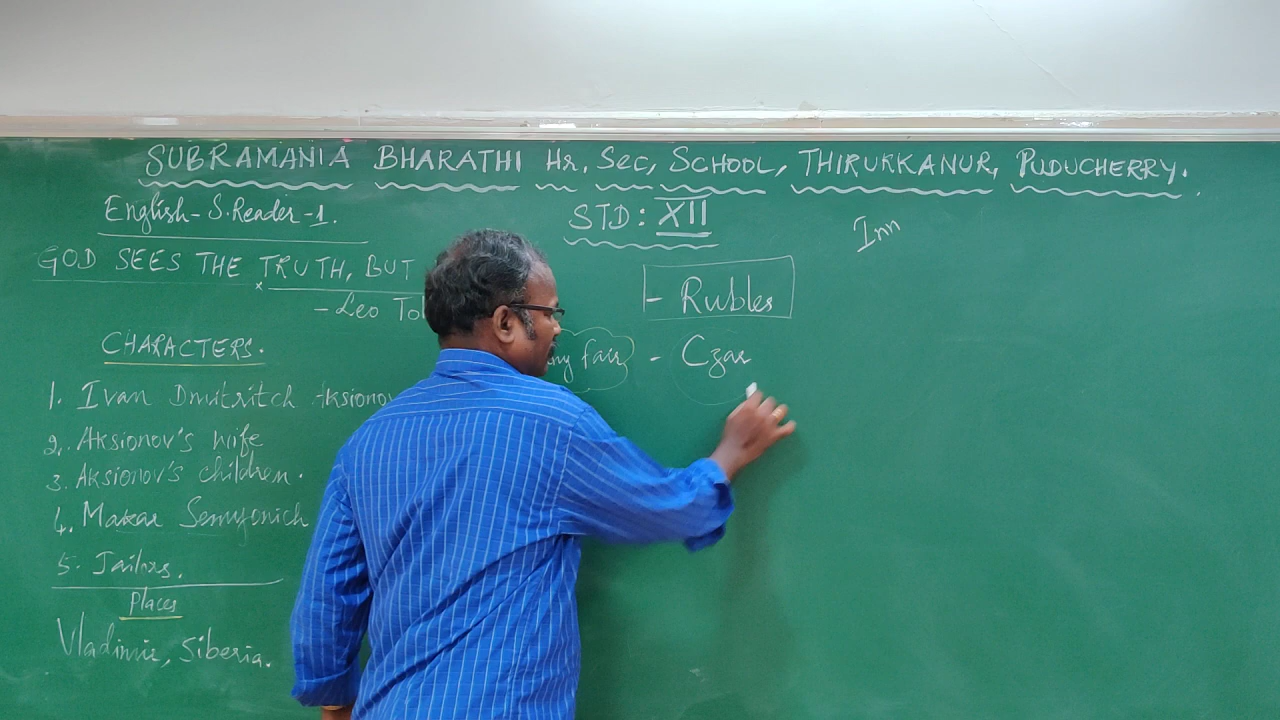 SUBRAMANIA BHARATHI Hr, Sec, SCHOOL, THIRUKKANUR, PUDUCHERRY.
English - S. Reader - 1.
STD: XII
Inn
GOD SEES THE TRUTH, BUT
- Leo Tol
- Rubles
CHARACTERS.
ny fair - Czar
1. Ivan Dmitritch Aksionov
2. Aksionov's wife
3. Aksionov's children.
4. Makar Semyonich
5. Jailors.
Places
Vladimir, Siberia.